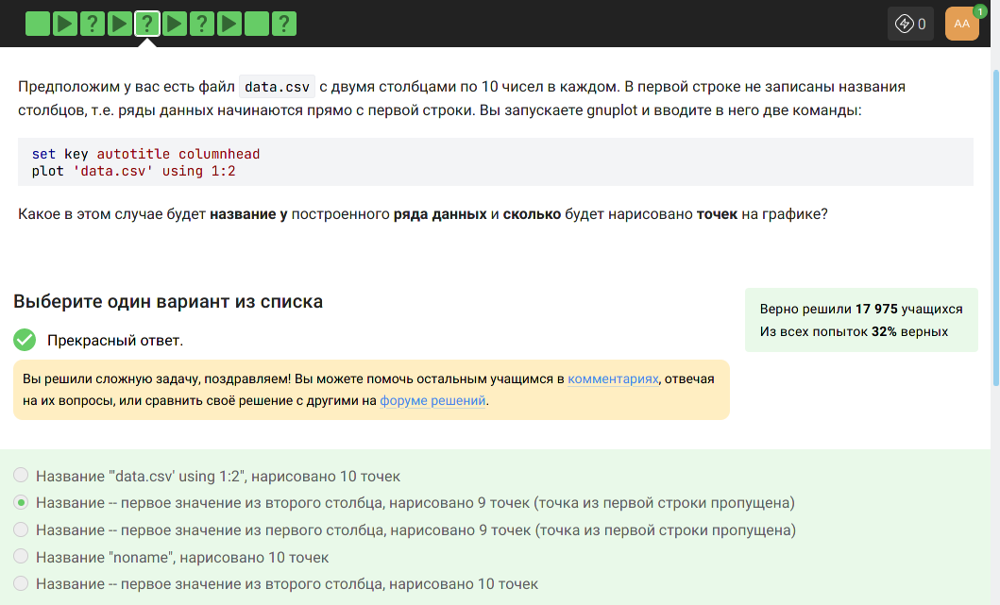 ? ? ? ?
0
AA
1
Предположим у вас есть файл data.csv с двумя столбцами по 10 чисел в каждом. В первой строке не записаны названия
столбцов, т.е. ряды данных начинаются прямо с первой строки. Вы запускаете gnuplot и вводите в него две команды:
set key autotitle columnhead
plot 'data.csv' using 1:2
Какое в этом случае будет название у построенного ряда данных и сколько будет нарисовано точек на графике?
Выберите один вариант из списка
Верно решили 17 975 учащихся
Из всех попыток 32% верных
Прекрасный ответ.
Вы решили сложную задачу, поздравляем! Вы можете помочь остальным учащимся в комментариях, отвечая
на их вопросы, или сравнить своё решение с другими на форуме решений.
Название "'data.csv' using 1:2", нарисовано 10 точек
Название -- первое значение из второго столбца, нарисовано 9 точек (точка из первой строки пропущена)
Название -- первое значение из первого столбца, нарисовано 9 точек (точка из первой строки пропущена)
Название "noname", нарисовано 10 точек
Название -- первое значение из второго столбца, нарисовано 10 точек